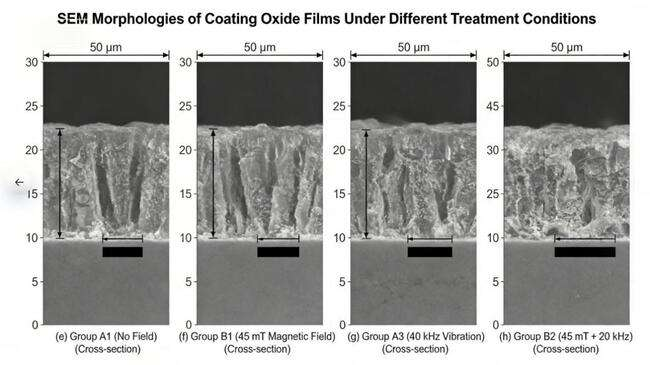 SEM Morphologies of Coating Oxide Films Under Different Treatment Conditions
50 µm
50 µm
50 µm
50 µm
30
25
20
15
10
5
0
30
25
20
15
10
5
0
30
25
20
15
10
5
0
45
25
30
20
10
5
0
(e) Group A1 (No Field)
(Cross-section)
(f) Group B1 (45 mT Magnetic Field)
(Cross-section)
(g) Group A3 (40 kHz Vibration)
(Cross-section)
(h) Group B2 (45 mT + 20 kHz)
(Cross-section)